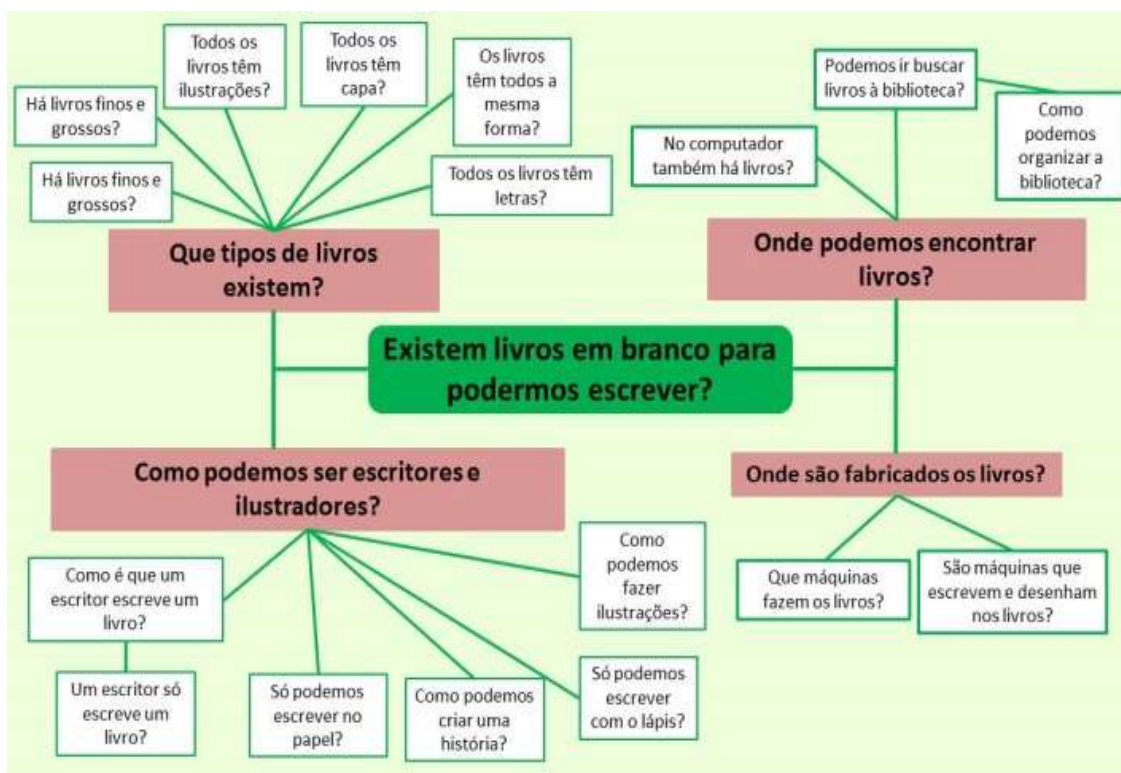 Todos os
livros têm
ilustrações?
Todos os
livros têm
capa?
Os livros
têm todos a
mesma
forma?
Há livros finos e
grossos?
Há livros finos e
grossos?
Todos os livros têm
letras?
Que tipos de livros
existem?
Podemos ir buscar
livros à biblioteca?
Como
podemos
organizar a
biblioteca?
No computador
também há livros?
Onde podemos encontrar
livros?
Existem livros em branco para
podermos escrever?
Como podemos ser escritores e
ilustradores?
Como é que um
escritor escreve um
livro?
Um escritor só
escreve um
livro?
Só podemos
escrever no
papel?
Como podemos
criar uma
história?
Só podemos
escrever
com o lápis?
Como
podemos
fazer
ilustrações?
Onde são fabricados os livros?
Que máquinas
fazem os livros?
São máquinas que
escrevem e desenham
nos livros?